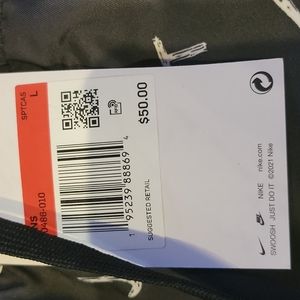 SPTCAS
L
RFID
$50.00
NS
0488-010
1 95239 88869 4
SUGGESTED RETAIL
nike.com
NIKE
SWOOSH JUST DO IT ©2021 Nike